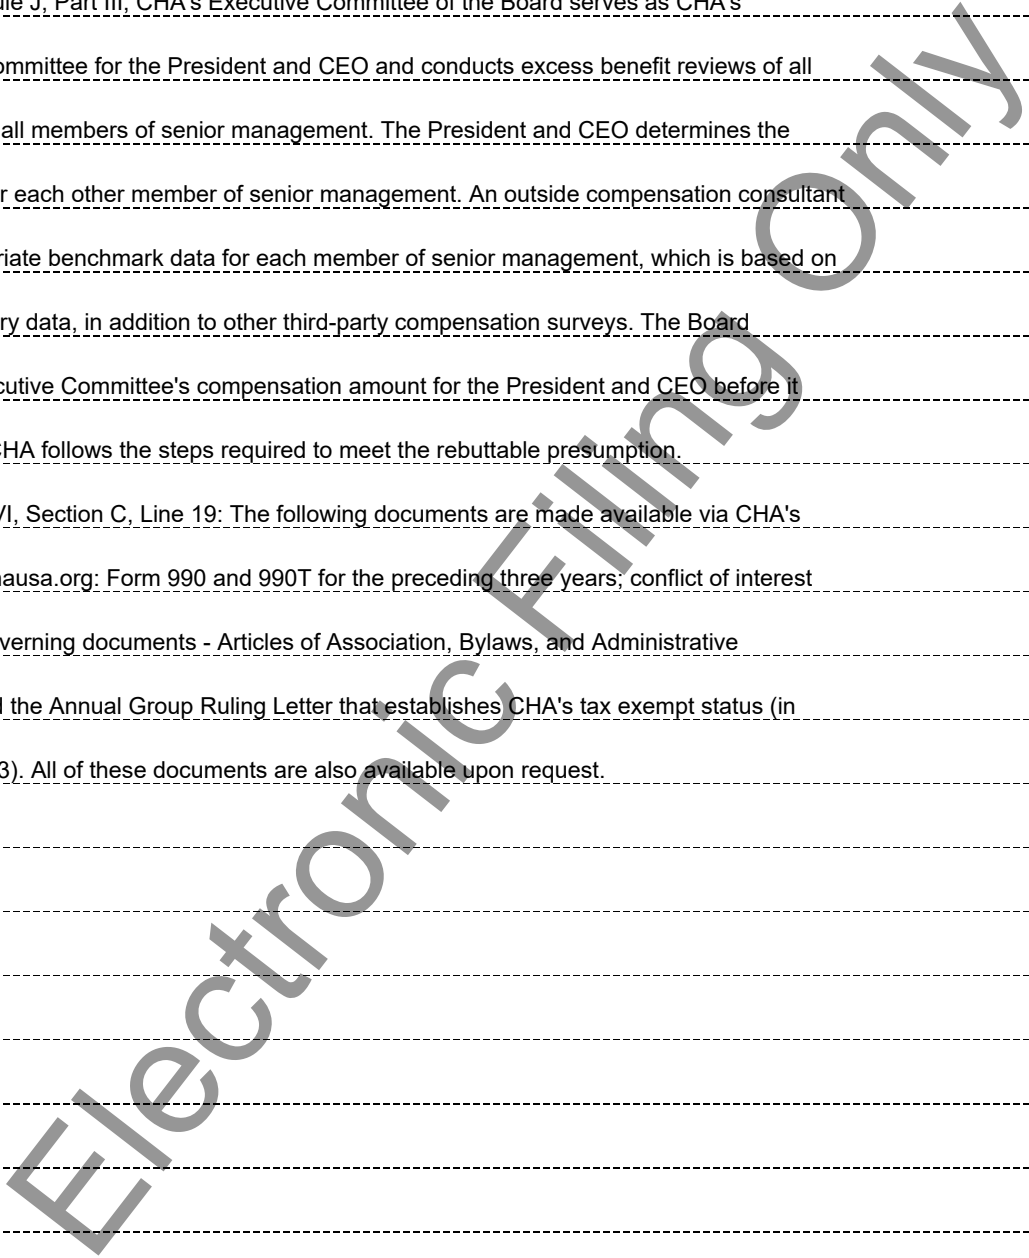 ule J, Part III, CHA's Executive Committee of the Board serves as CHA's
ommittee for the President and CEO and conducts excess benefit reviews of all
all members of senior management. The President and CEO determines the
r each other member of senior management. An outside compensation consultant
riate benchmark data for each member of senior management, which is based on
ry data, in addition to other third-party compensation surveys. The Board
cutive Committee's compensation amount for the President and CEO before it
CHA follows the steps required to meet the rebuttable presumption.
VI, Section C, Line 19: The following documents are made available via CHA's
ausa.org: Form 990 and 990T for the preceding three years; conflict of interest
verning documents - Articles of Association, Bylaws, and Administrative
the Annual Group Ruling Letter that establishes CHA's tax exempt status (in
3). All of these documents are also available upon request.
Electronic Filing Only